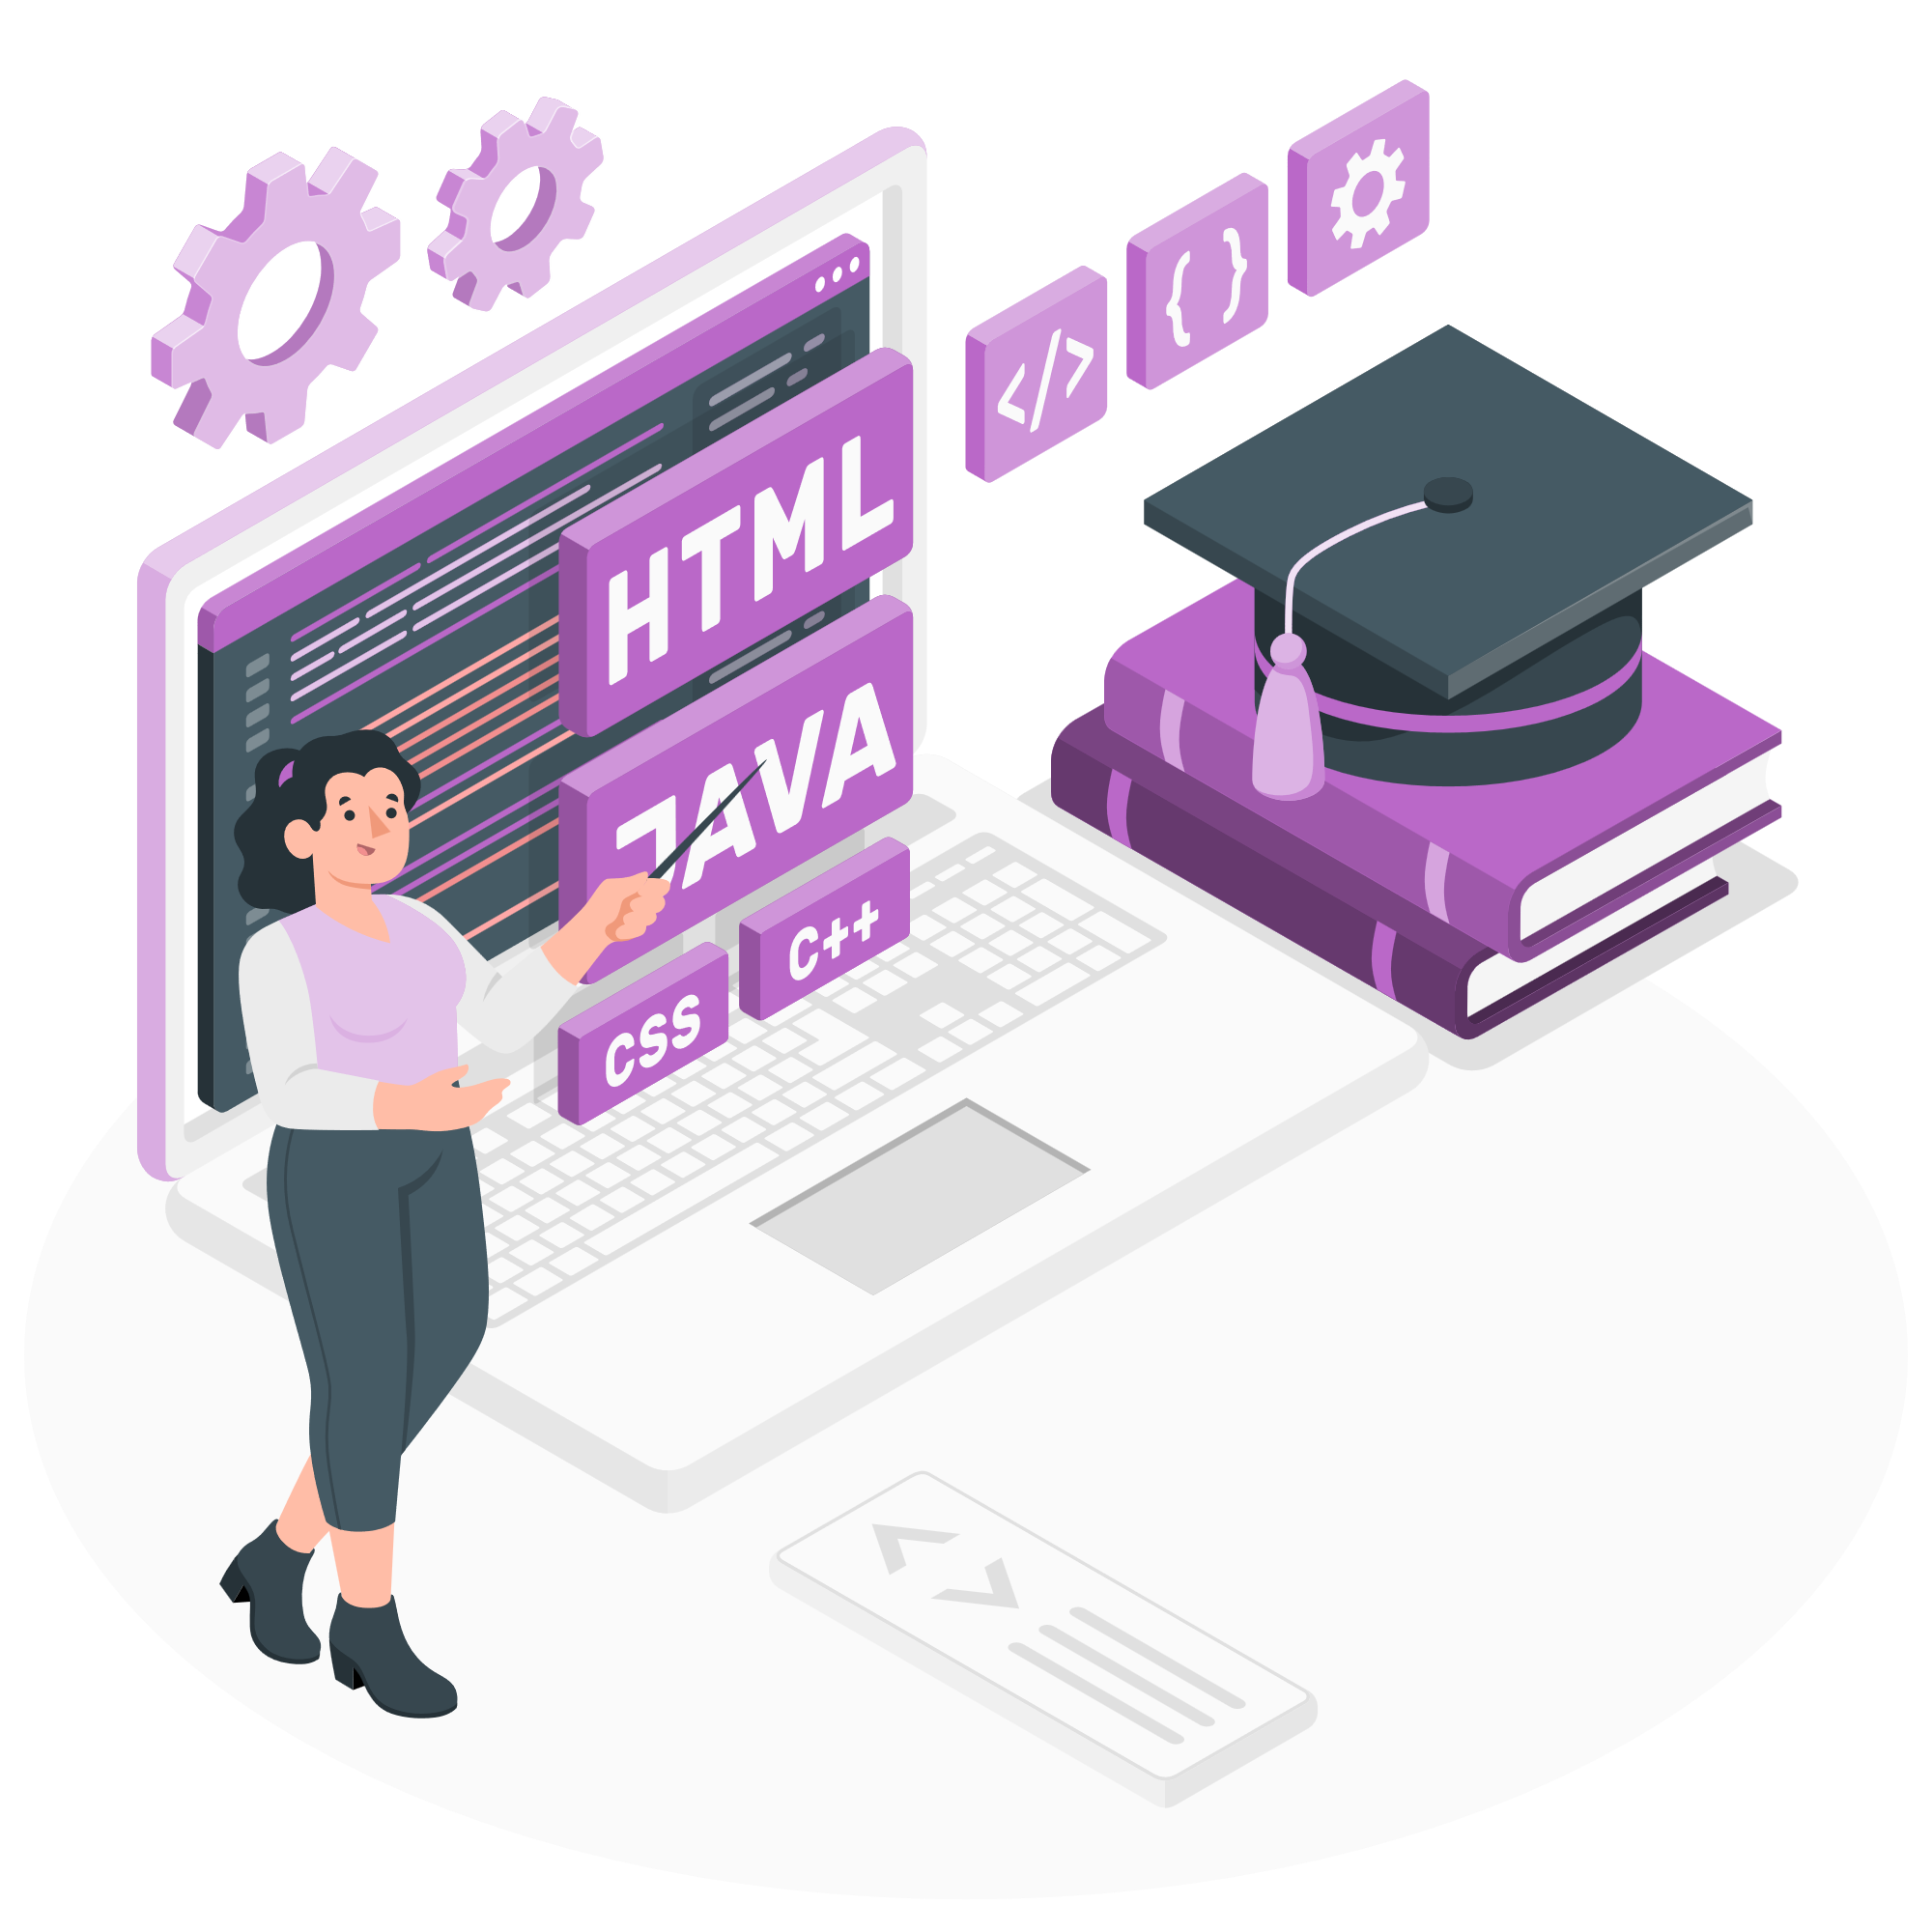 </>
{ }
HTML
JAVA
C++
CSS